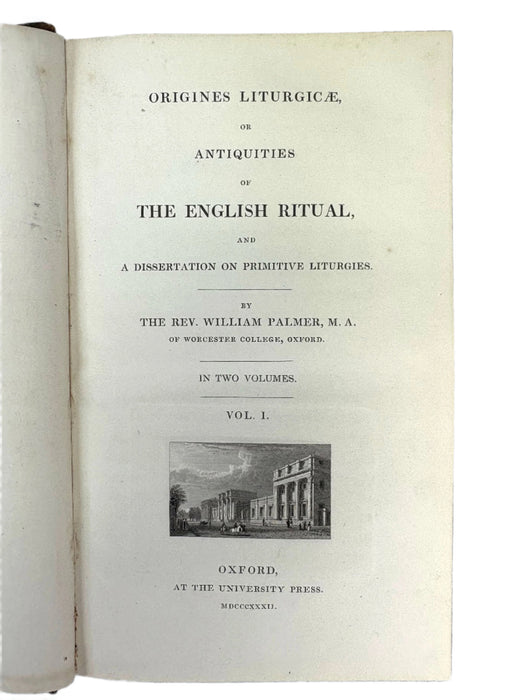 ORIGINES LITURGICÆ,
OR
ANTIQUITIES
OF
THE ENGLISH RITUAL,
AND
A DISSERTATION ON PRIMITIVE LITURGIES.
BY
THE REV. WILLIAM PALMER, M. A.
OF WORCESTER COLLEGE, OXFORD.
IN TWO VOLUMES.
VOL. I.
OXFORD,
AT THE UNIVERSITY PRESS.
MDCCCXXXII.